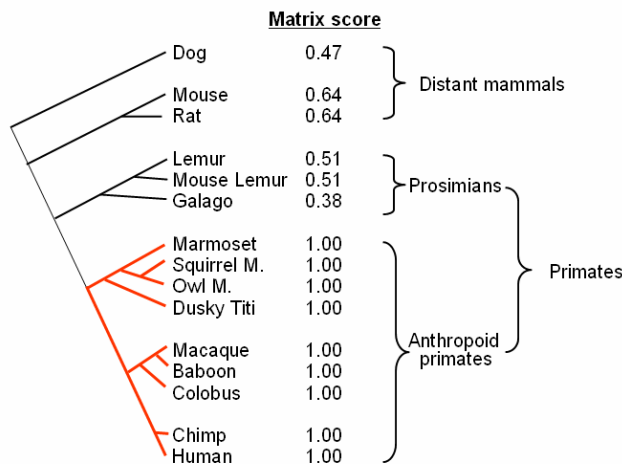 Matrix score
Dog 0.47
Mouse 0.64
Rat 0.64
Distant mammals
Lemur 0.51
Mouse Lemur 0.51
Galago 0.38
Prosimians
Marmoset 1.00
Squirrel M. 1.00
Owl M. 1.00
Dusky Titi 1.00
Macaque 1.00
Baboon 1.00
Colobus 1.00
Chimp 1.00
Human 1.00
Anthropoid
primates
Primates